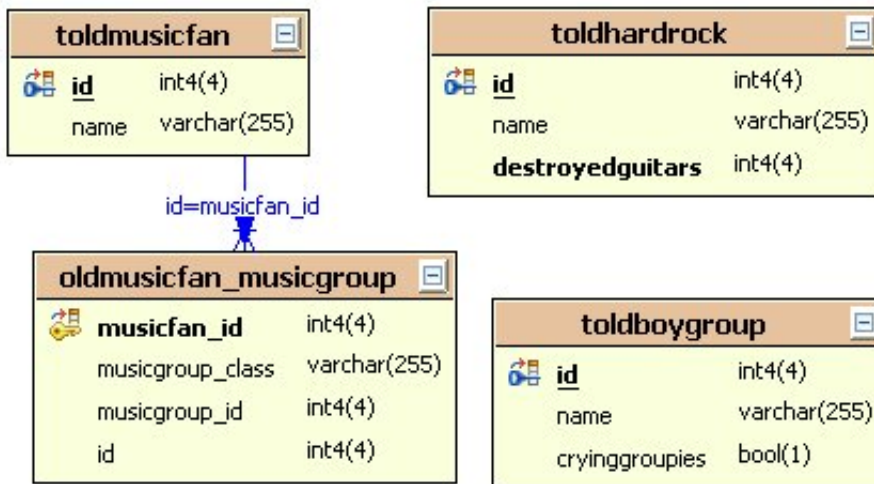 toldmusicfan
id int4(4)
name varchar(255)
id=musicfan_id
oldmusicfan_musicgroup
musicfan_id int4(4)
musicgroup_class varchar(255)
musicgroup_id int4(4)
id int4(4)
toldhardrock
id int4(4)
name varchar(255)
destroyedguitars int4(4)
toldboygroup
id int4(4)
name varchar(255)
cryinggroupies bool(1)